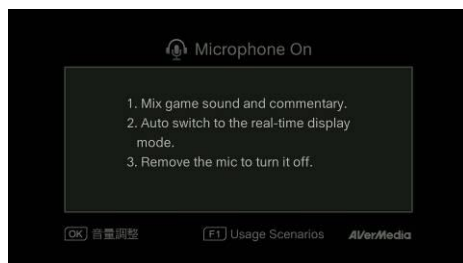 Microphone On
1. Mix game sound and commentary.
2. Auto switch to the real-time display
mode.
3. Remove the mic to turn it off.
OK 音量調整 F1 Usage Scenarios AVerMedia